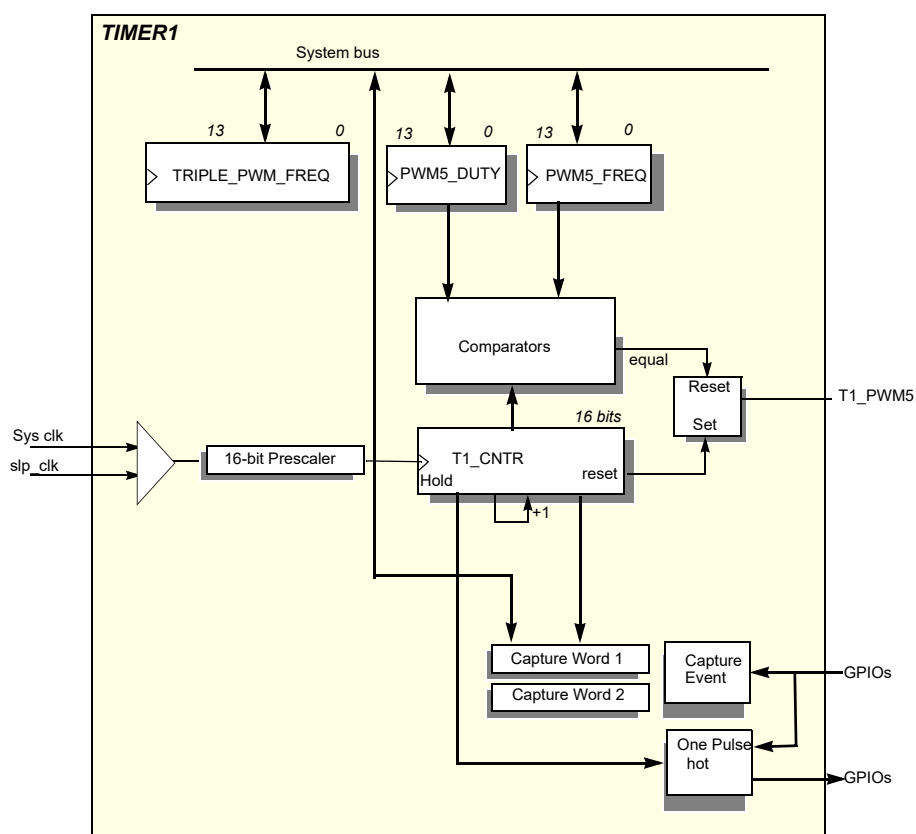 TIMER1
System bus
13 0
13 0
13 0
TRIPLE_PWM_FREQ
PWM5_DUTY
PWM5_FREQ
Comparators
equal
Reset
Set
T1_PWM5
16 bits
Sys clk
slp_clk
16-bit Prescaler
T1_CNTR
Hold
reset
+1
Capture Word 1
Capture Word 2
Capture
Event
GPIOs
One Pulse
hot
GPIOs